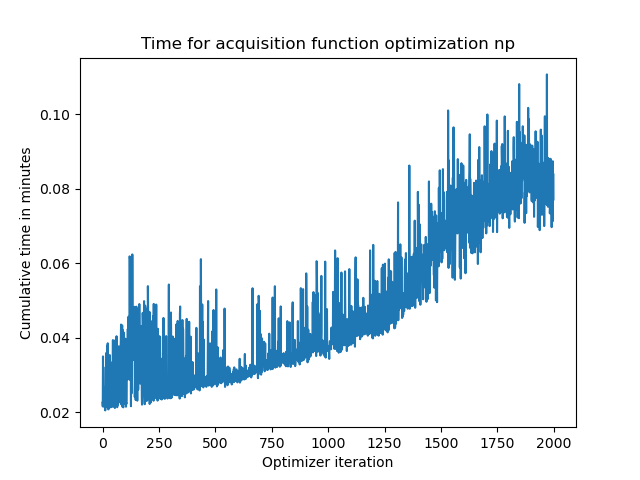 Time for acquisition function optimization np
Cumulative time in minutes
0.10
0.08
0.06
0.04
0.02
0 250 500 750 1000 1250 1500 1750 2000
Optimizer iteration